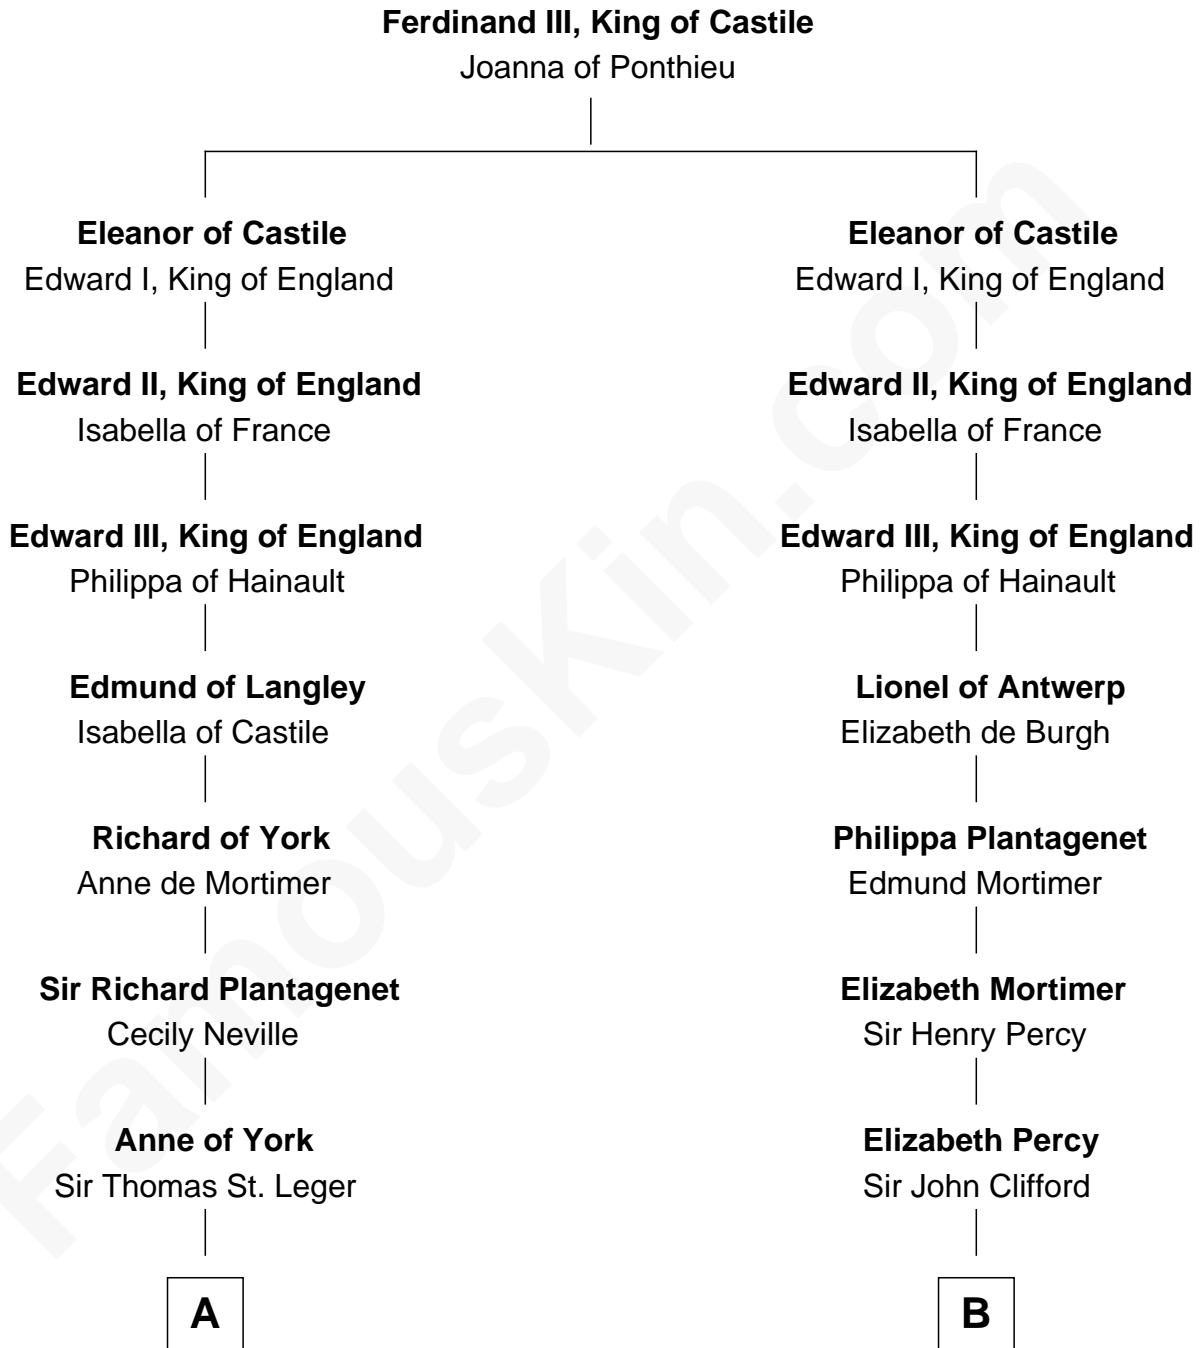 Ferdinand III, King of Castile
Joanna of Ponthieu
Eleanor of Castile
Edward I, King of England
Edward II, King of England
Isabella of France
Edward III, King of England
Philippa of Hainault
Edmund of Langley
Isabella of Castile
Richard of York
Anne de Mortimer
Sir Richard Plantagenet
Cecily Neville
Anne of York
Sir Thomas St. Leger
A
Eleanor of Castile
Edward I, King of England
Edward II, King of England
Isabella of France
Edward III, King of England
Philippa of Hainault
Lionel of Antwerp
Elizabeth de Burgh
Philippa Plantagenet
Edmund Mortimer
Elizabeth Mortimer
Sir Henry Percy
Elizabeth Percy
Sir John Clifford
B
FamousKin.com